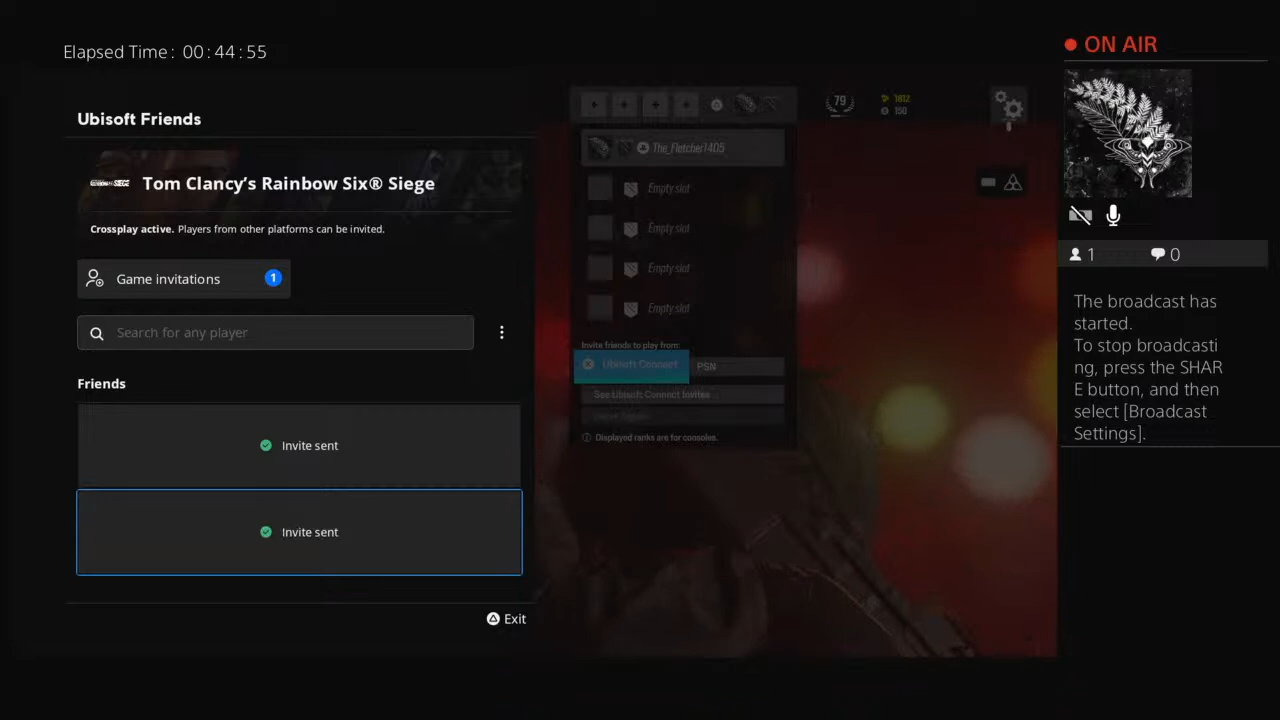 Elapsed Time: 00:44:55
ON AIR
Ubisoft Friends
Tom Clancy's Rainbow Six® Siege
Crossplay active. Players from other platforms can be invited.
Game invitations 1
Search for any player
Friends
Invite sent
Invite sent
Exit
79
1812
150
The_Fletcher1405
Empty slot
Empty slot
Empty slot
Empty slot
Invite friends to play from:
Ubisoft Connect PSN
See Ubisoft Connect Invites
Displayed ranks are for consoles.
1 0
The broadcast has
started.
To stop broadcasti
ng, press the SHAR
E button, and then
select [Broadcast
Settings].